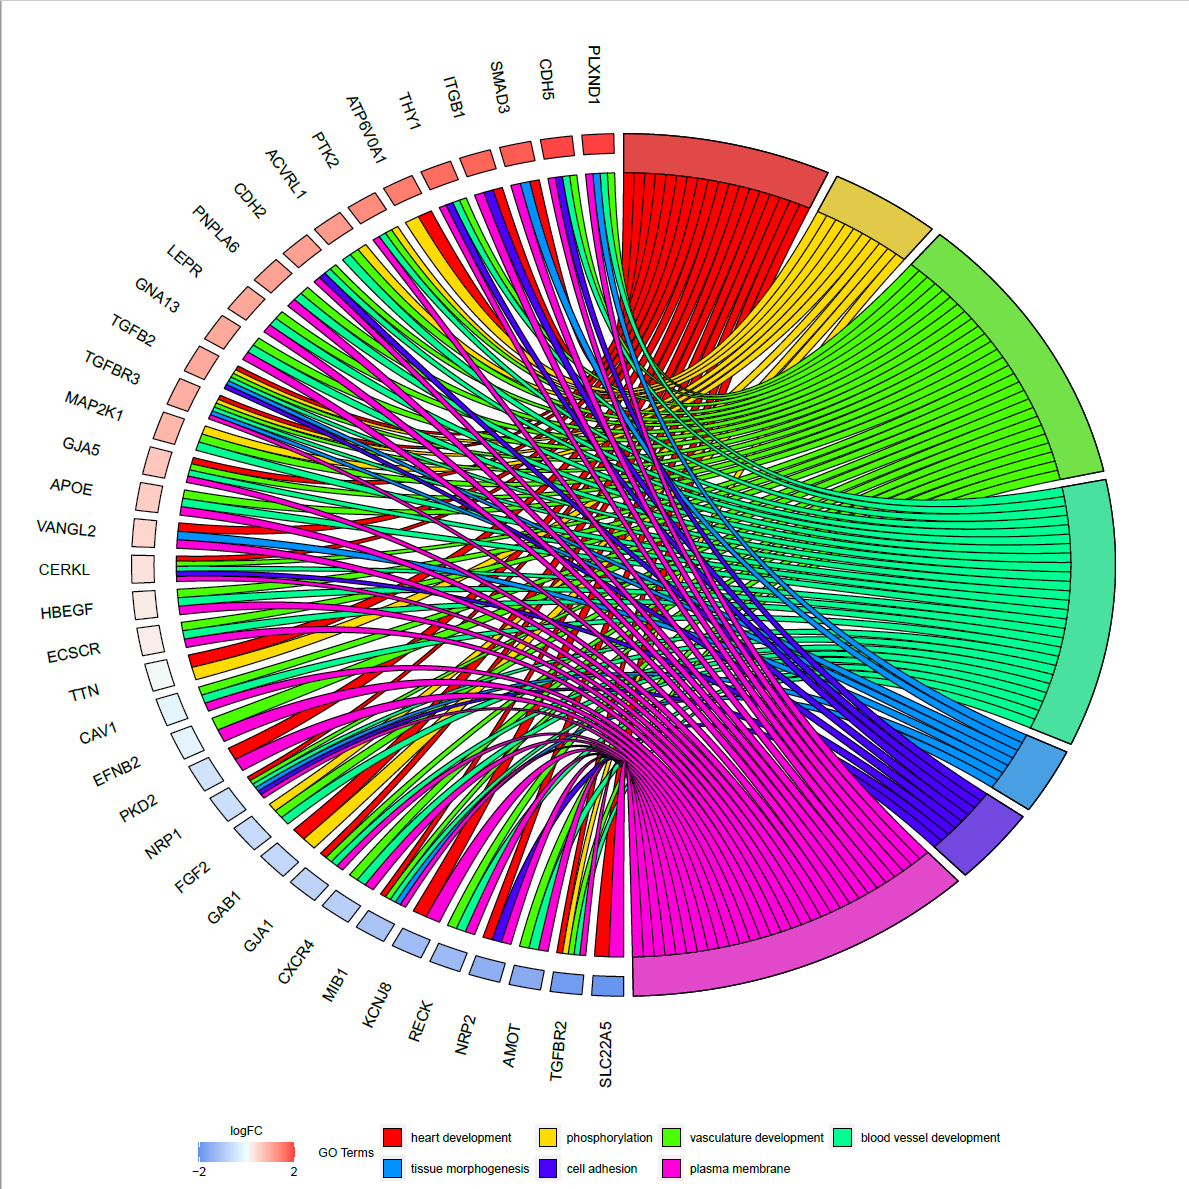 PLXND1
CDH5
SMAD3
ITGB1
THY1
ATP6V0A1
PTK2
ACVRL1
CDH2
PNPLA6
LEPR
GNA13
TGFB2
TGFBR3
MAP2K1
GJA5
APOE
VANGL2
CERKL
HBEGF
ECSCR
TTN
CAV1
EFNB2
PKD2
NRP1
FGF2
GAB1
GJA1
CXCR4
MIB1
KCNJ8
RECK
NRP2
AMOT
TGFBR2
SLC22A5
logFC
−2 2
GO Terms
heart development phosphorylation vasculature development blood vessel development
tissue morphogenesis cell adhesion plasma membrane